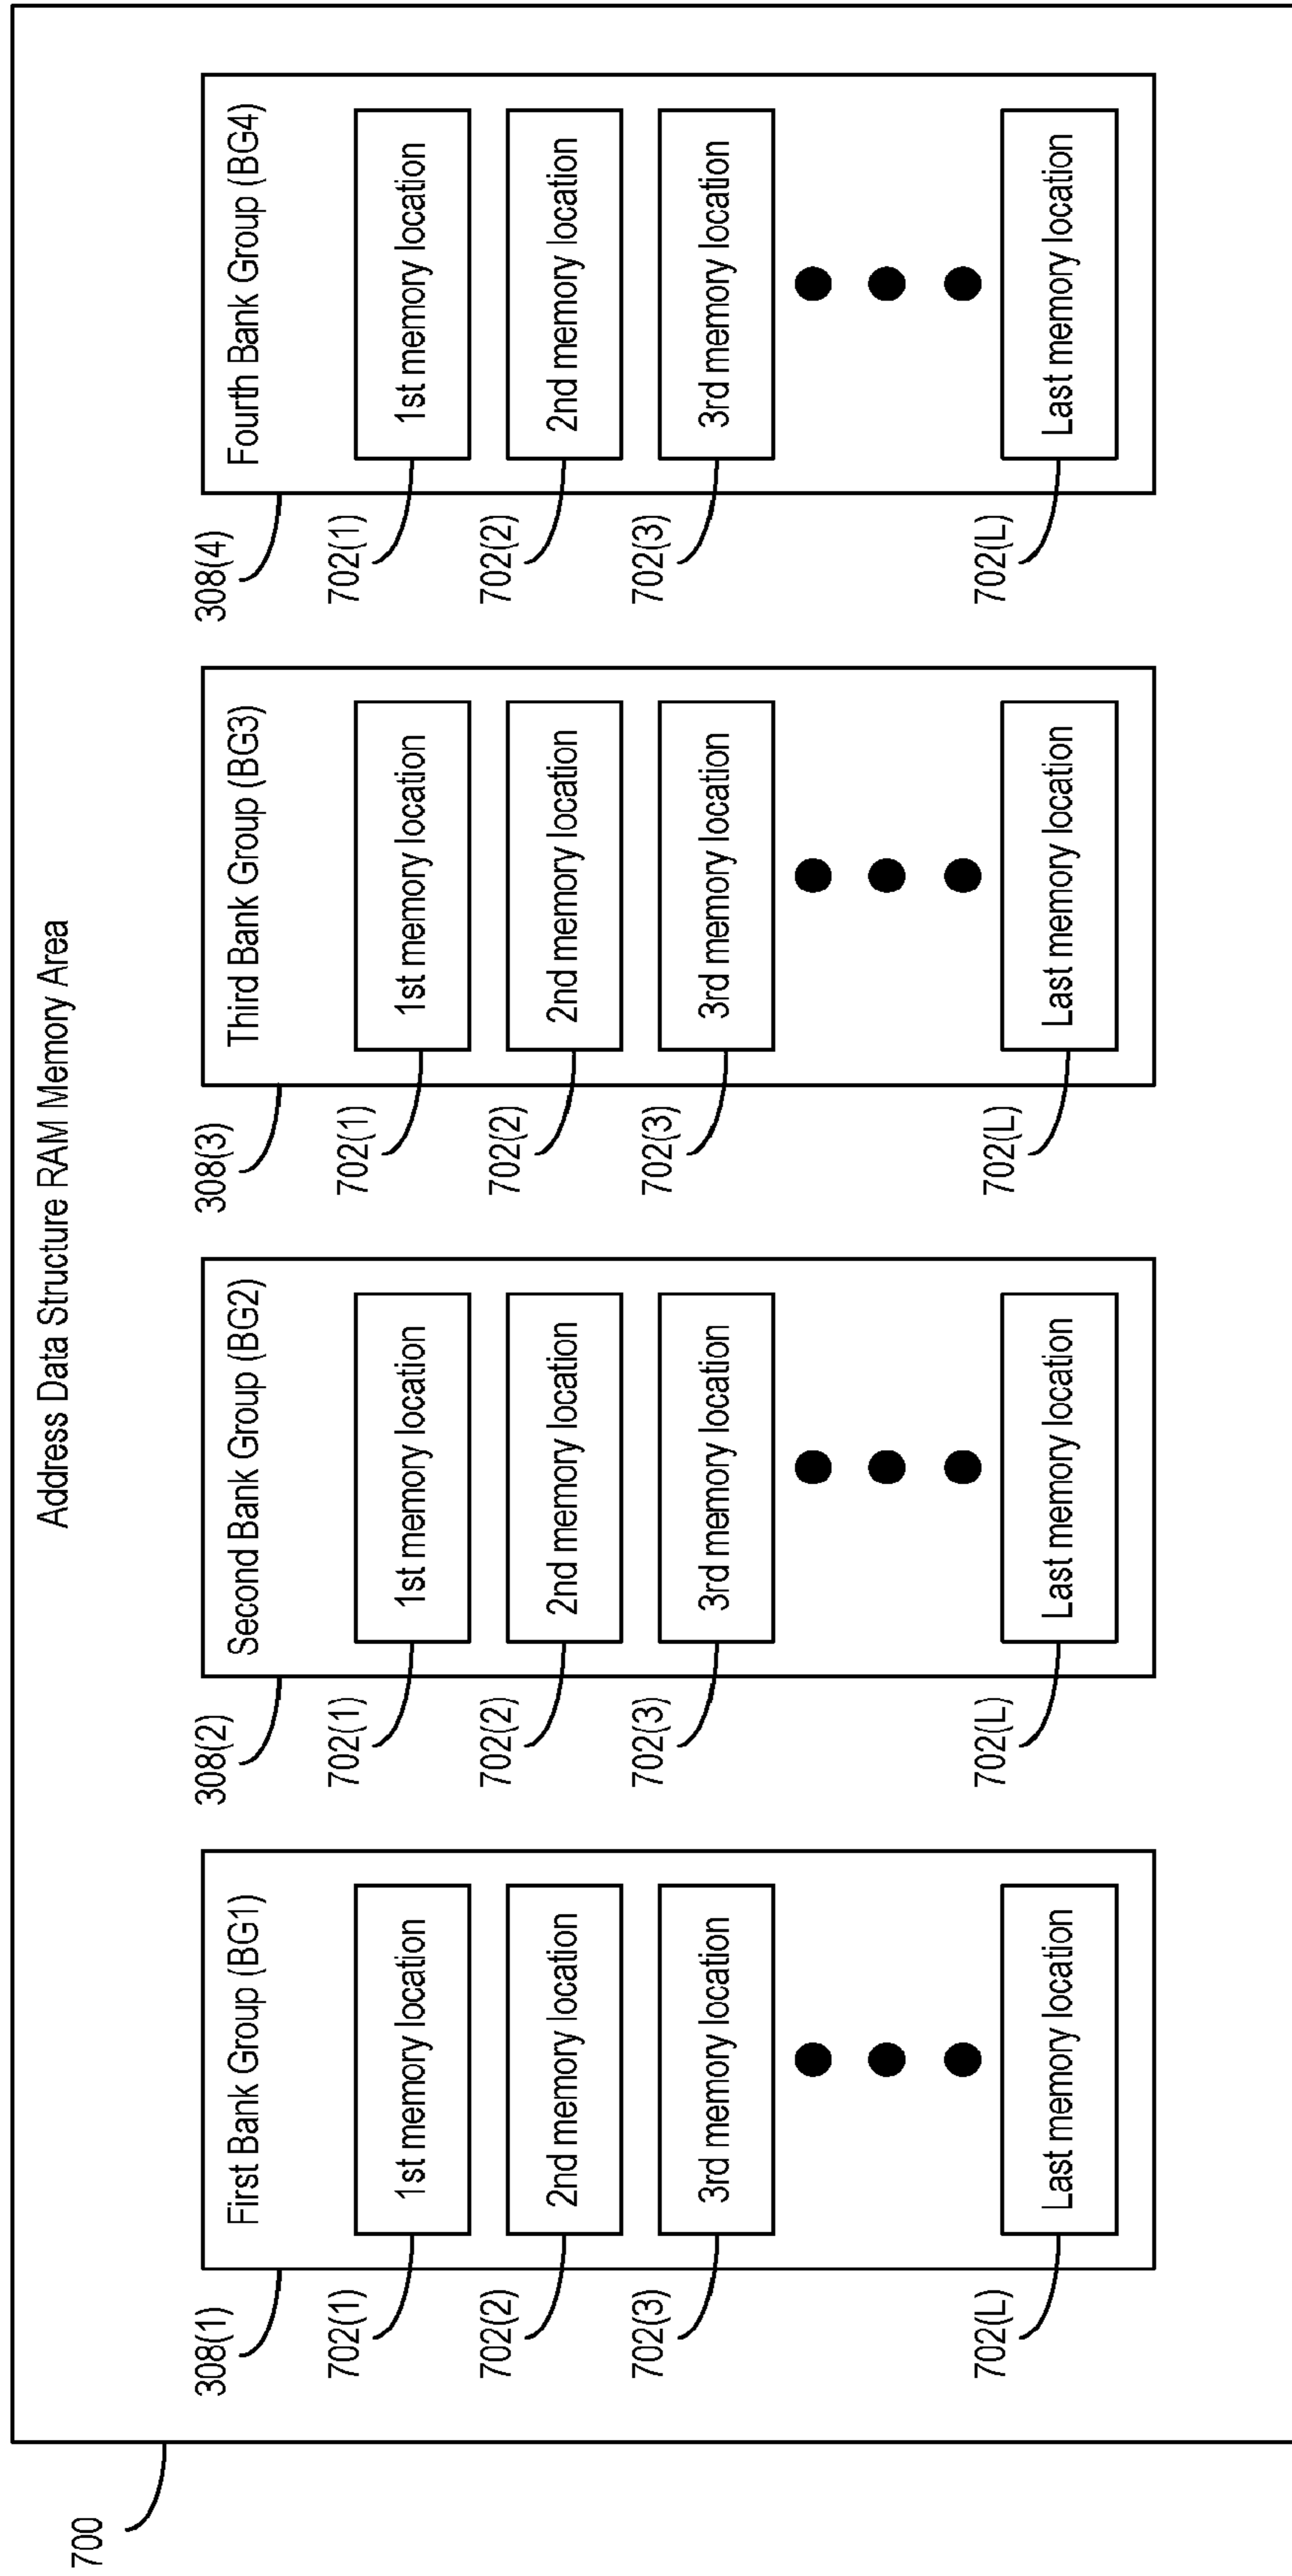 Address Data Structure RAM Memory Area
700
308(1)
First Bank Group (BG1)
702(1)
1st memory location
702(2)
2nd memory location
702(3)
3rd memory location
702(L)
Last memory location
308(2)
Second Bank Group (BG2)
702(1)
1st memory location
702(2)
2nd memory location
702(3)
3rd memory location
702(L)
Last memory location
308(3)
Third Bank Group (BG3)
702(1)
1st memory location
702(2)
2nd memory location
702(3)
3rd memory location
702(L)
Last memory location
308(4)
Fourth Bank Group (BG4)
702(1)
1st memory location
702(2)
2nd memory location
702(3)
3rd memory location
702(L)
Last memory location